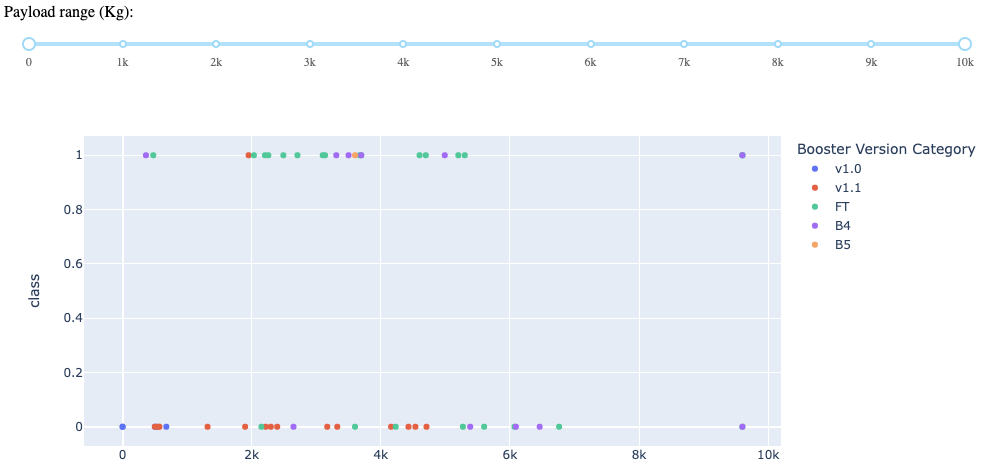 Payload range (Kg):
0 1k 2k 3k 4k 5k 6k 7k 8k 9k 10k
Booster Version Category
v1.0
v1.1
FT
B4
B5
class
1
0.8
0.6
0.4
0.2
0
0 2k 4k 6k 8k 10k